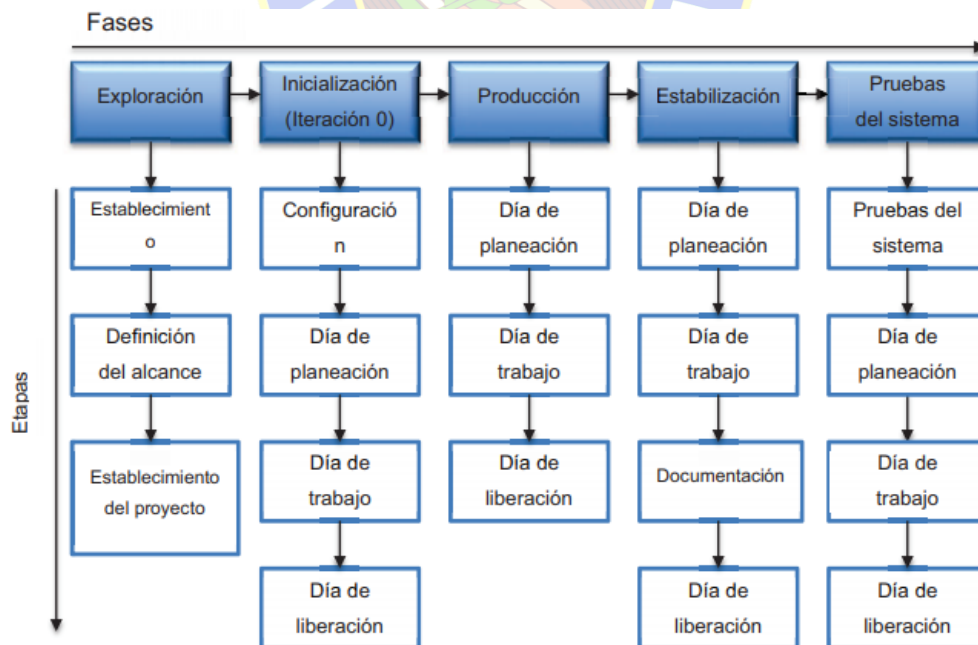 Fases
Exploración
Inicialización
(Iteración 0)
Producción
Estabilización
Pruebas
del sistema
Etapas
Establecimient
o
Configuració
n
Día de
planeación
Día de
planeación
Pruebas del
sistema
Definición
del alcance
Día de
planeación
Día de
trabajo
Día de
trabajo
Día de
planeación
Establecimiento
del proyecto
Día de
trabajo
Día de
liberación
Documentación
Día de
trabajo
Día de
liberación
Día de
liberación
Día de
liberación